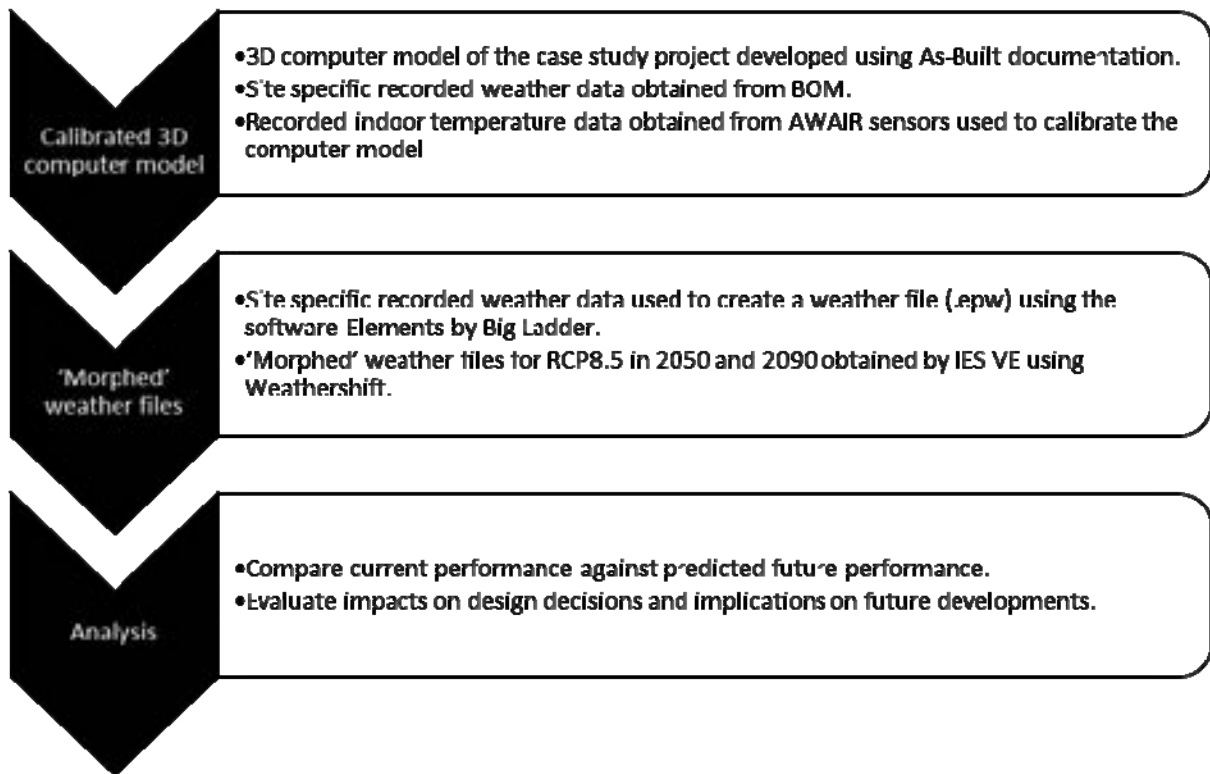 Calibrated 3D
computer model
•3D computer model of the case study project developed using As-Built documentation.
•Site specific recorded weather data obtained from BOM.
•Recorded indoor temperature data obtained from AWAIR sensors used to calibrate the
computer model
'Morphed'
weather files
•Site specific recorded weather data used to create a weather file (.epw) using the
software Elements by Big Ladder.
•'Morphed' weather files for RCP8.5 in 2050 and 2090 obtained by IES VE using
Weathershift.
Analysis
•Compare current performance against predicted future performance.
•Evaluate impacts on design decisions and implications on future developments.